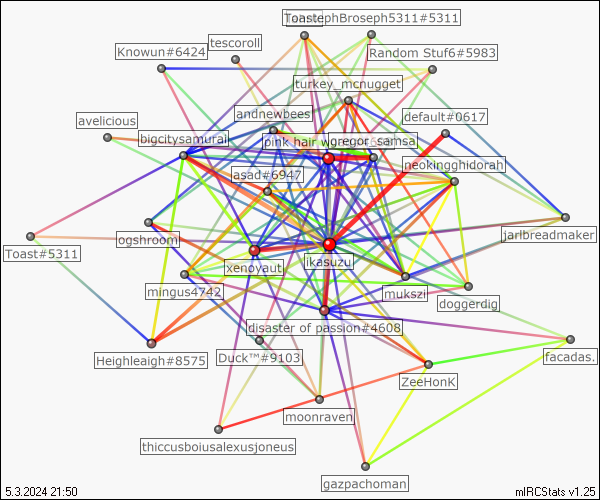 ToastephBroseph5311#5311
Knowun#6424
tescoroll
Random Stuf6#5983
turkey_mcnugget
andnewbees
default#0617
avelicious
bigcitysamurai
pink hair w
gregor_samsa
neokingghidorah
asad#6947
Toast#5311
ogshroom
xenoyaut
ikasuzu
jarlbreadmaker
mingus4742
mukszi
doggerdig
disaster of passion#4608
Heighleaigh#8575
Duck™#9103
facadas.
ZeeHonK
moonraven
thiccusboiusalexusjoneus
gazpachoman
5.3.2024 21:50
mIRCStats v1.25